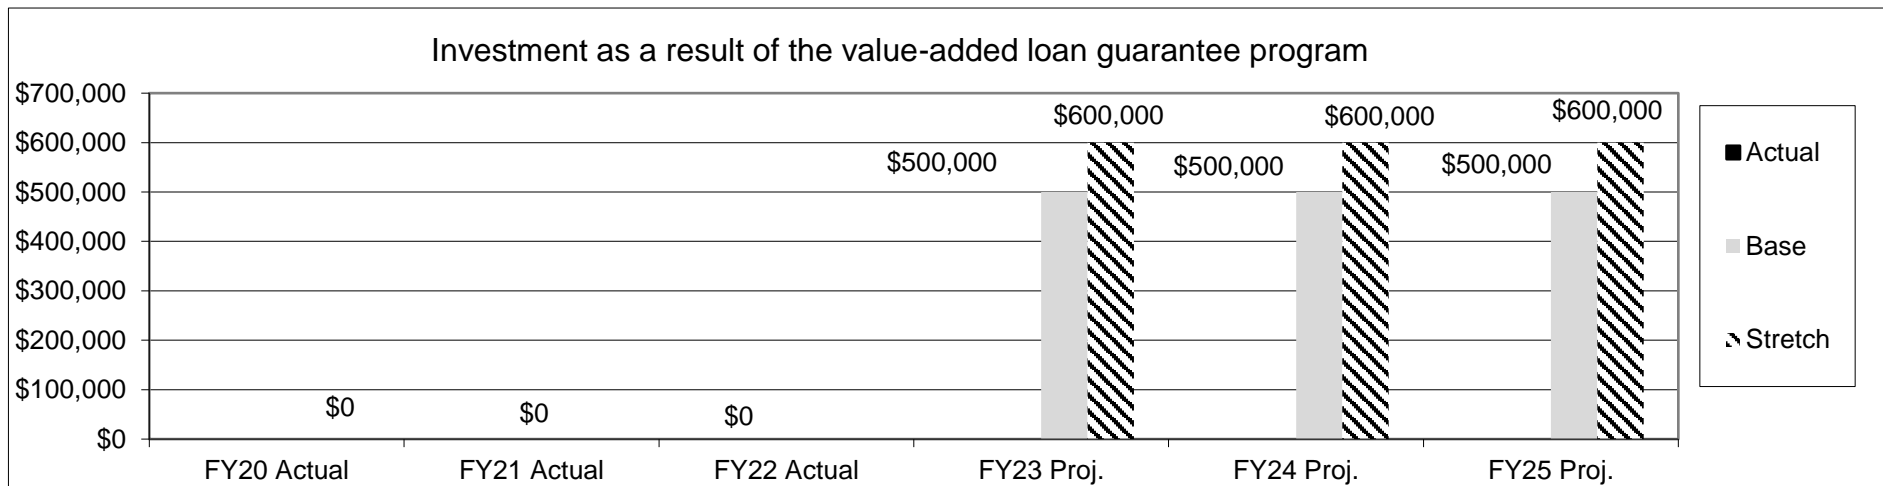 Investment as a result of the value-added loan guarantee program
$700,000
$600,000
$500,000
$400,000
$300,000
$200,000
$100,000
$0
$0
$0
$0
$500,000
$600,000
$500,000
$600,000
$500,000
$600,000
FY20 Actual
FY21 Actual
FY22 Actual
FY23 Proj.
FY24 Proj.
FY25 Proj.
Actual
Base
Stretch